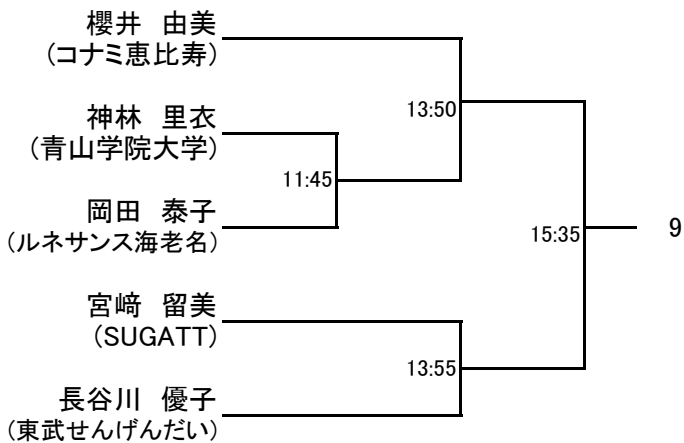 櫻井　由美
(コナミ恵比寿)
13:50
神林　里衣
(青山学院大学)
11:45
岡田　泰子
(ルネサンス海老名)
15:35
9
宮﨑　留美
(SUGATT)
13:55
長谷川　優子
(東武せんげんだい)